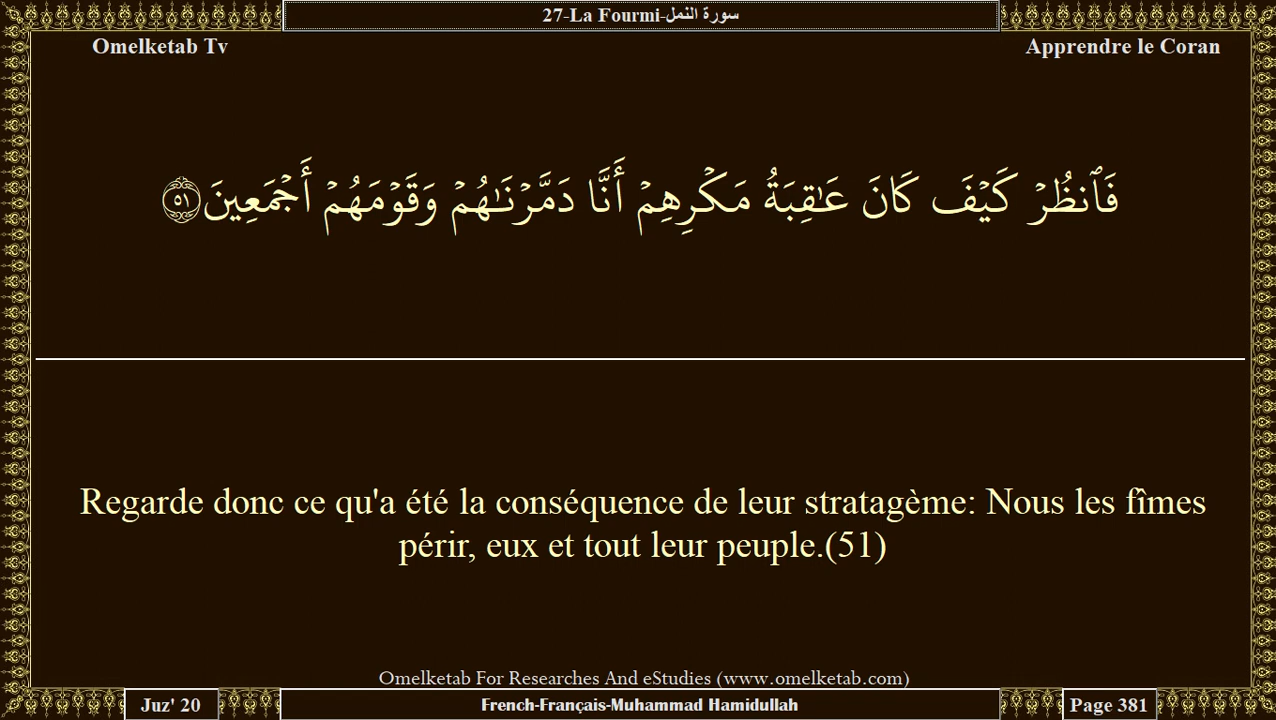 27-La Fourmi-سورة النمل
Omelketab Tv
Apprendre le Coran
فَٱنظُرۡ كَيۡفَ كَانَ عَـٰقِبَةُ مَكۡرِهِمۡ أَنَّا دَمَّرۡنَـٰهُمۡ وَقَوۡمَهُمۡ أَجۡمَعِينَ ٥١
Regarde donc ce qu'a été la conséquence de leur stratagème: Nous les fîmes
périr, eux et tout leur peuple.(51)
Omelketab For Researches And eStudies (www.omelketab.com)
Juz' 20
French-Français-Muhammad Hamidullah
Page 381